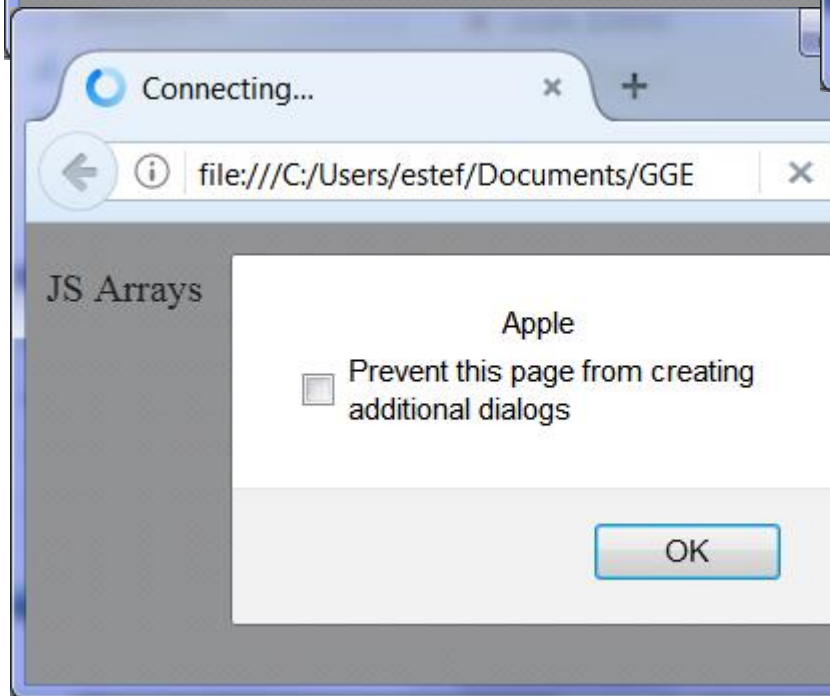 Connecting...
file:///C:/Users/estef/Documents/GGE
JS Arrays
Apple
Prevent this page from creating
additional dialogs
OK